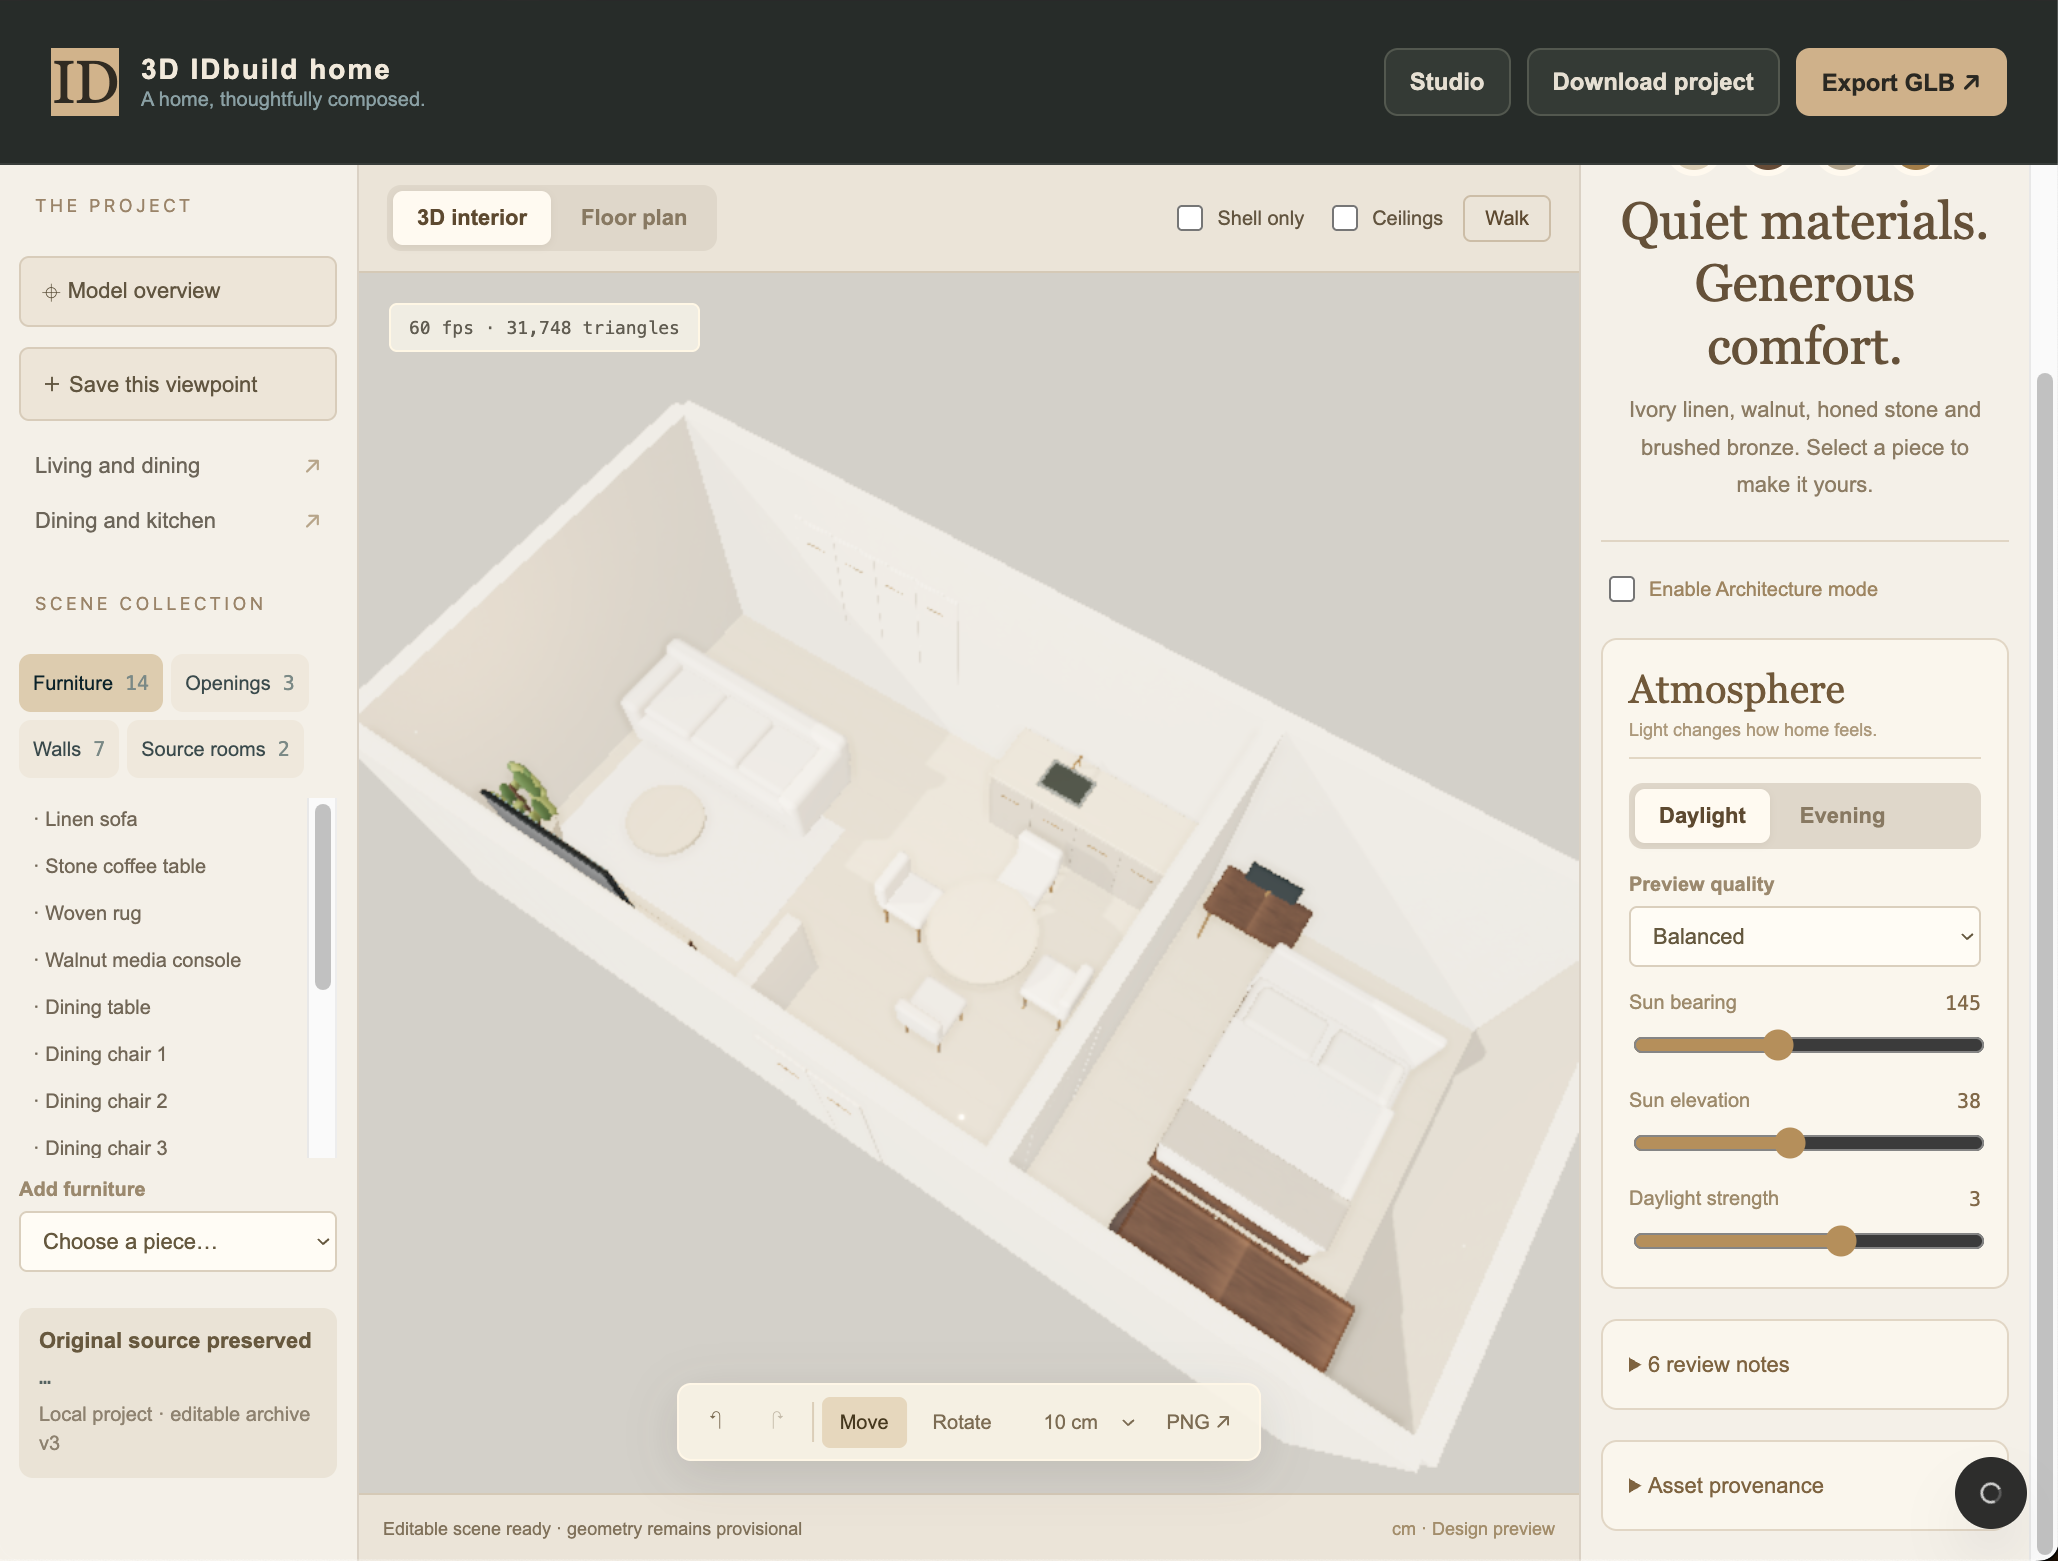 ID
3D IDbuild home
A home, thoughtfully composed.
Studio
Download project
Export GLB ↗
THE PROJECT
Model overview
+ Save this viewpoint
Living and dining ↗
Dining and kitchen ↗
SCENE COLLECTION
Furniture 14
Openings 3
Walls 7
Source rooms 2
· Linen sofa
· Stone coffee table
· Woven rug
· Walnut media console
· Dining table
· Dining chair 1
· Dining chair 2
· Dining chair 3
Add furniture
Choose a piece…
Original source preserved
…
Local project · editable archive
v3
3D interior
Floor plan
Shell only
Ceilings
Walk
60 fps · 31,748 triangles
Move
Rotate
10 cm
PNG ↗
Editable scene ready · geometry remains provisional
cm · Design preview
Quiet materials.
Generous
comfort.
Ivory linen, walnut, honed stone and
brushed bronze. Select a piece to
make it yours.
Enable Architecture mode
Atmosphere
Light changes how home feels.
Daylight
Evening
Preview quality
Balanced
Sun bearing 145
Sun elevation 38
Daylight strength 3
▶ 6 review notes
▶ Asset provenance